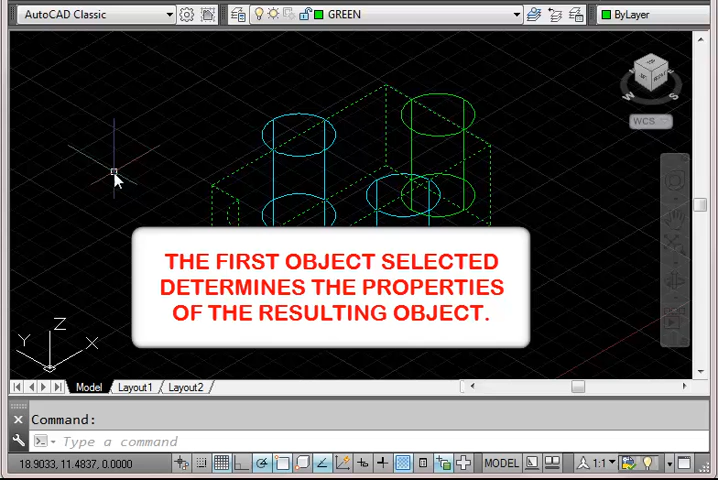 AutoCAD Classic
GREEN
ByLayer
TOP
W
S
WCS
THE FIRST OBJECT SELECTED
DETERMINES THE PROPERTIES
OF THE RESULTING OBJECT.
Z
Y
X
Model Layout1 Layout2
Command:
Type a command
18.9033, 11.4837, 0.0000
MODEL
1:1